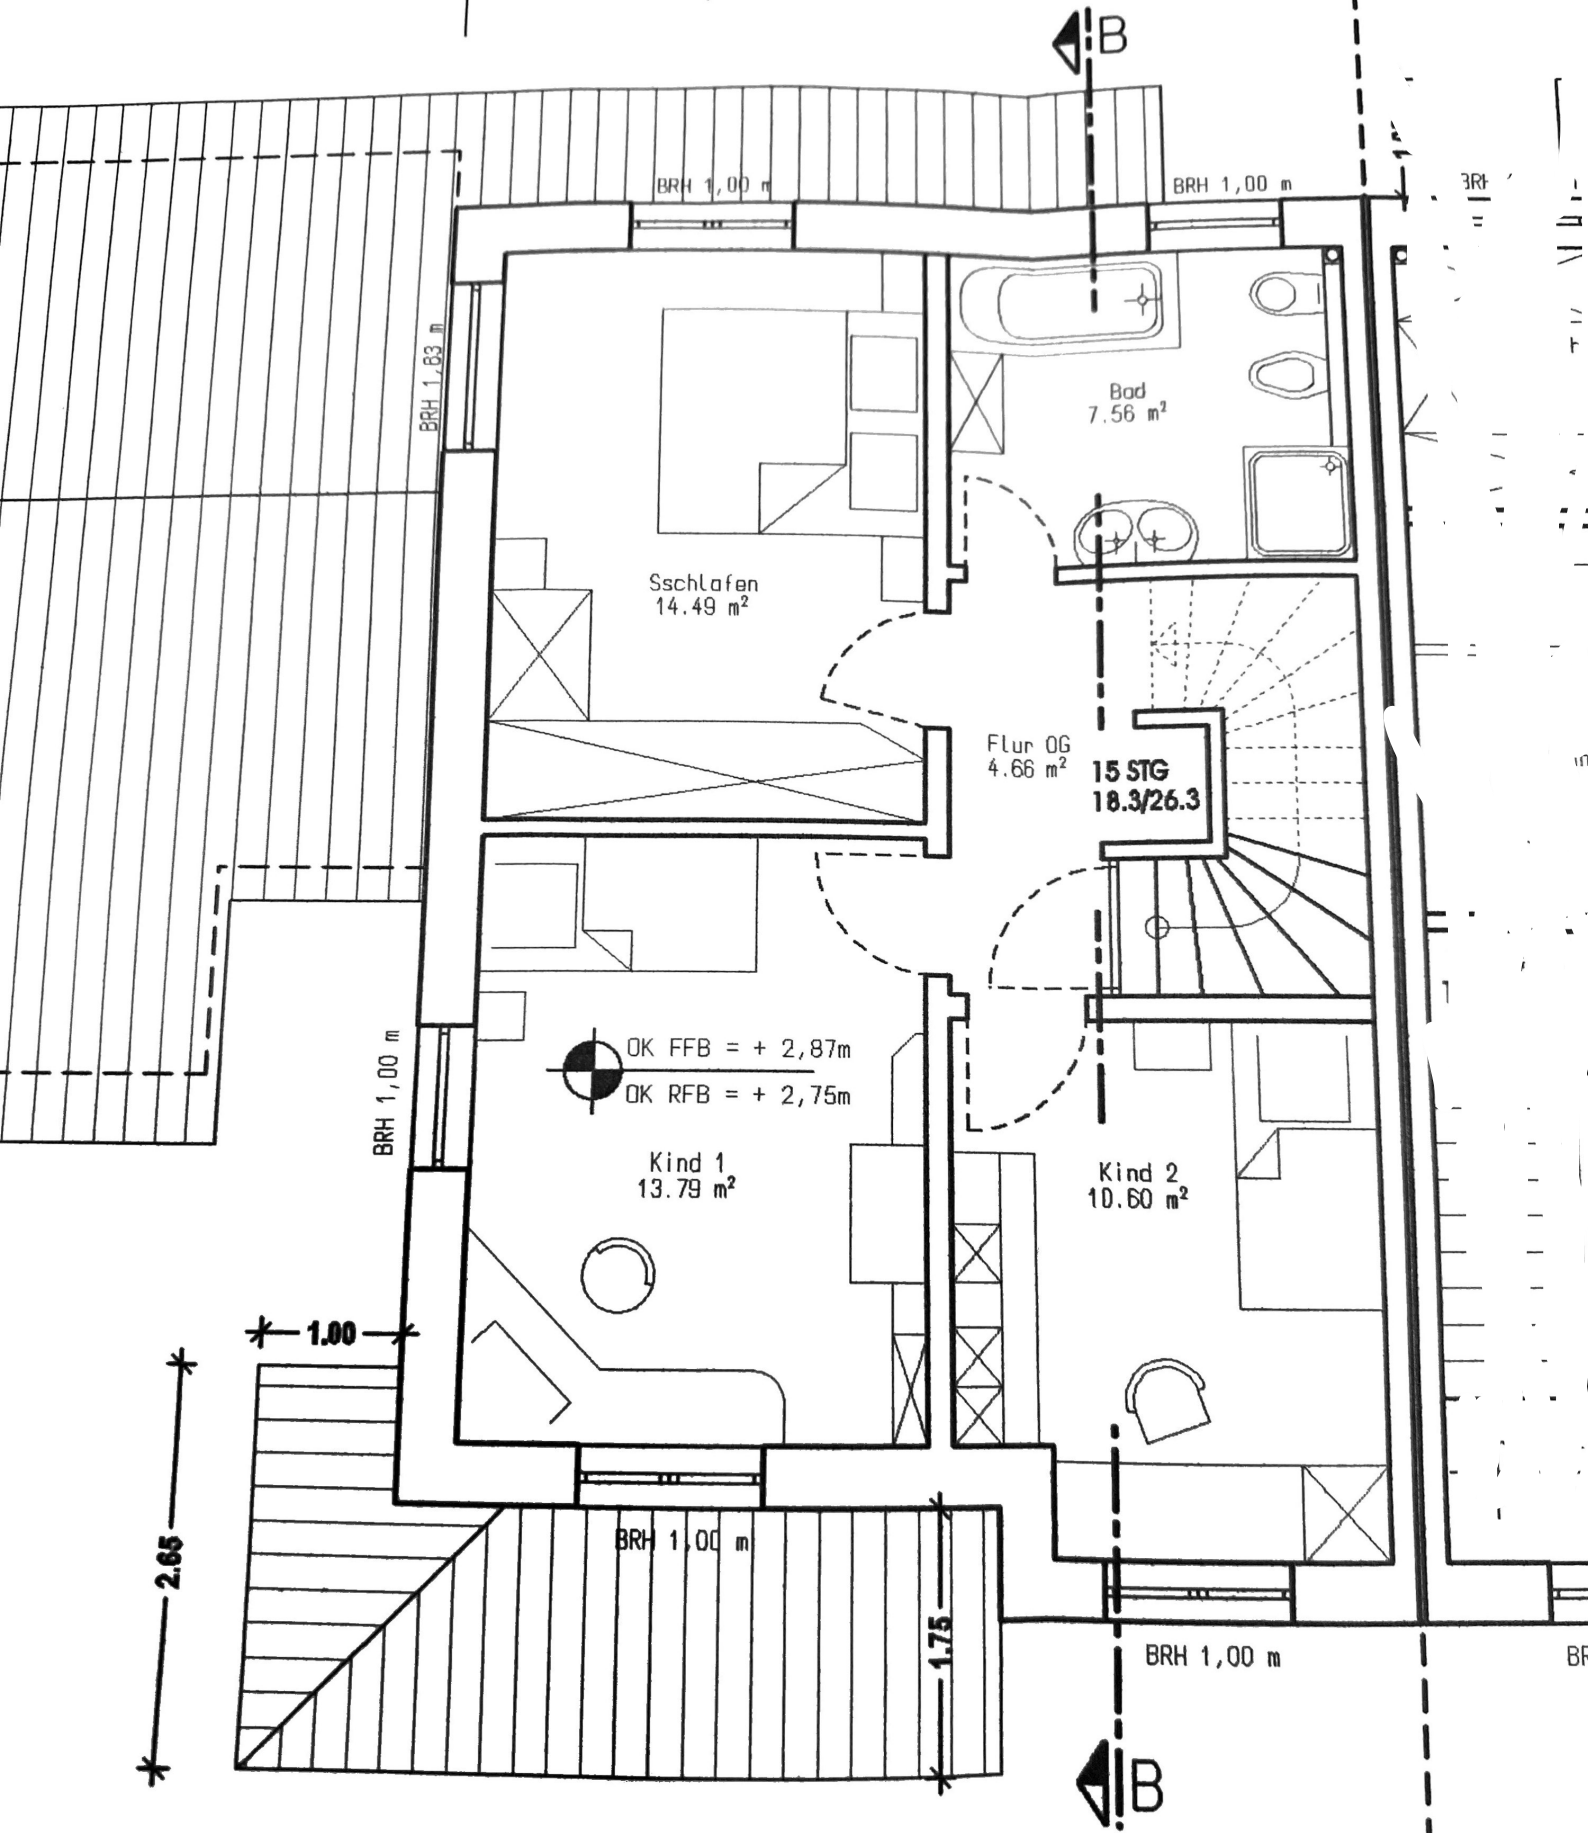 B
BRH 1,00 m
BRH 1,00 m
BRH 1,83 m
Bad
7.56 m²
Sschlafen
14.49 m²
Flur OG
4.66 m²
15 STG
18.3/26.3
BRH 1,00 m
OK FFB = + 2,87m
OK RFB = + 2,75m
Kind 1
13.79 m²
Kind 2
10.60 m²
1.00
2.65
BRH 1,00 m
1.75
BRH 1,00 m
B